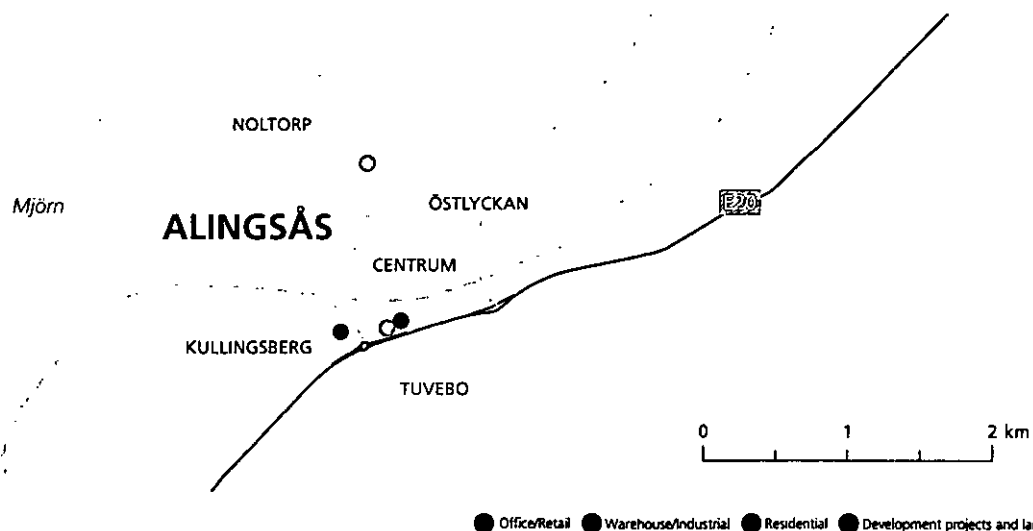 NOLTORP
Mjörn
ÖSTLYCKAN
E20
ALINGSÅS
CENTRUM
KULLINGSBERG
TUVEBO
0 1 2 km
Office/Retail Warehouse/Industrial Residential Development projects and la